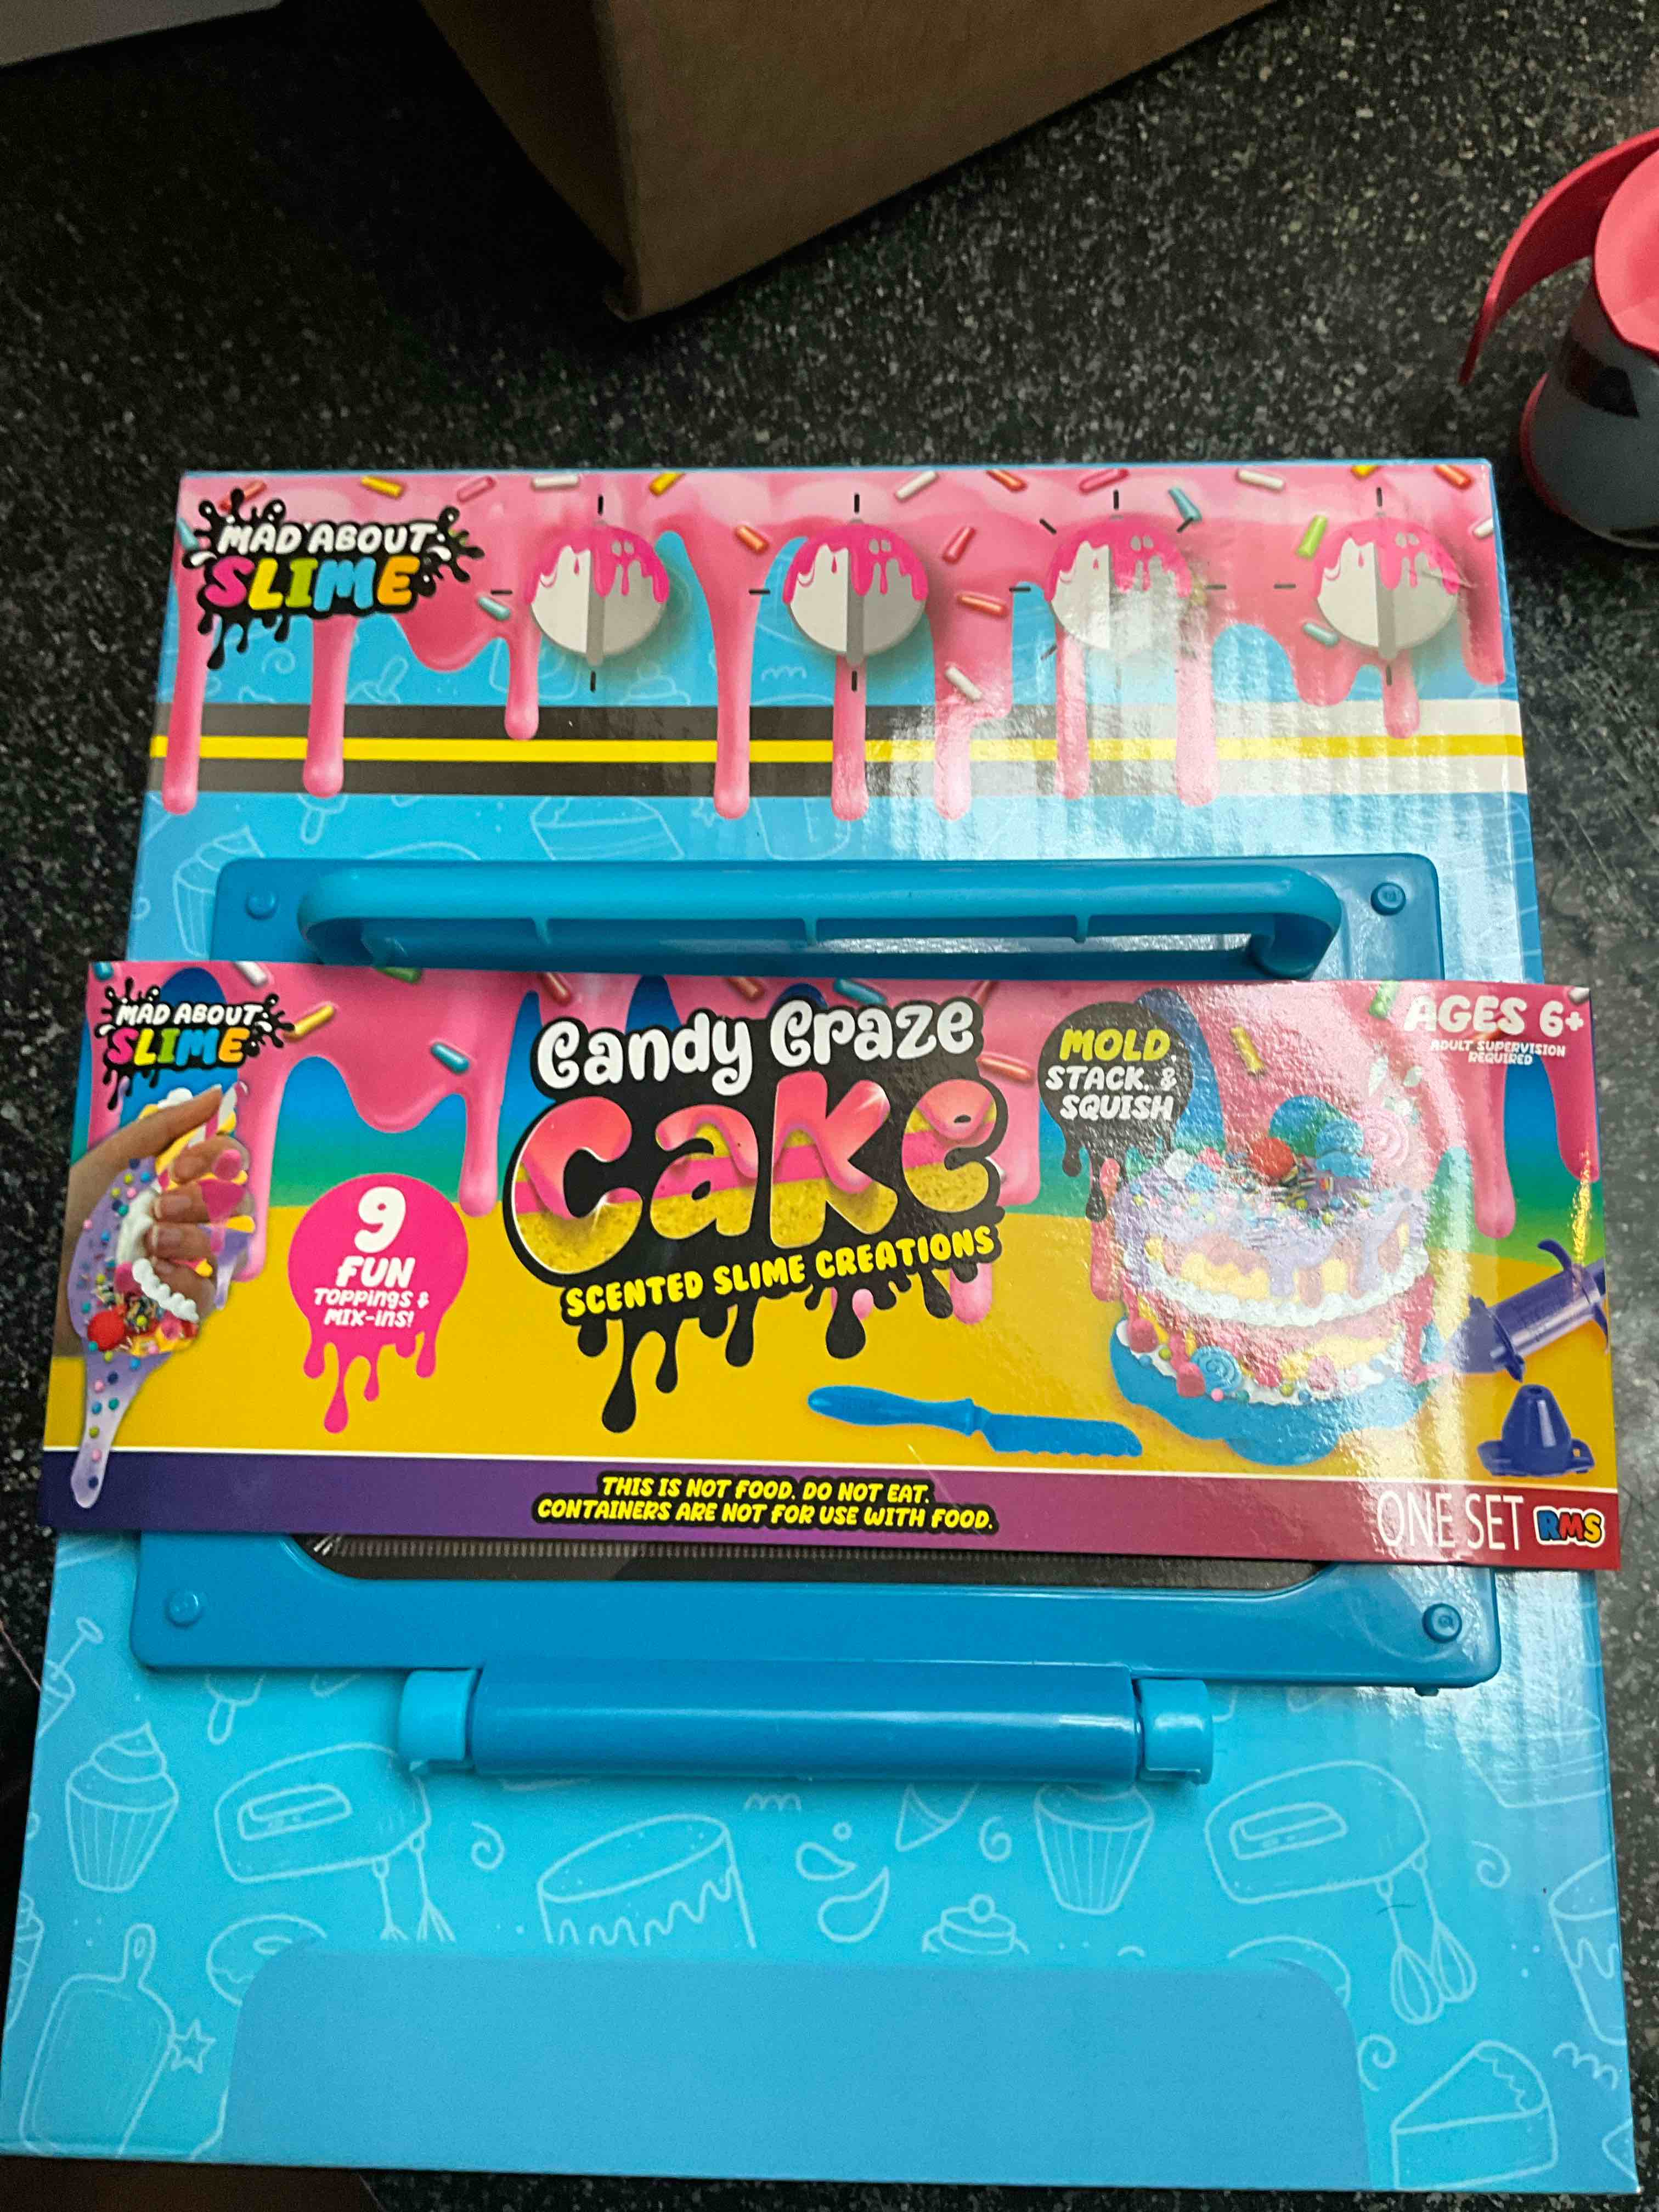 MAD ABOUT
SLIME
MAD ABOUT
SLIME
Candy Craze
Cake
SCENTED SLIME CREATIONS
9
FUN
TOPPINGS &
MIX-INS!
MOLD,
STACK, &
SQUISH
AGES 6+
ADULT SUPERVISION
REQUIRED
THIS IS NOT FOOD. DO NOT EAT.
CONTAINERS ARE NOT FOR USE WITH FOOD.
ONE SET RMS